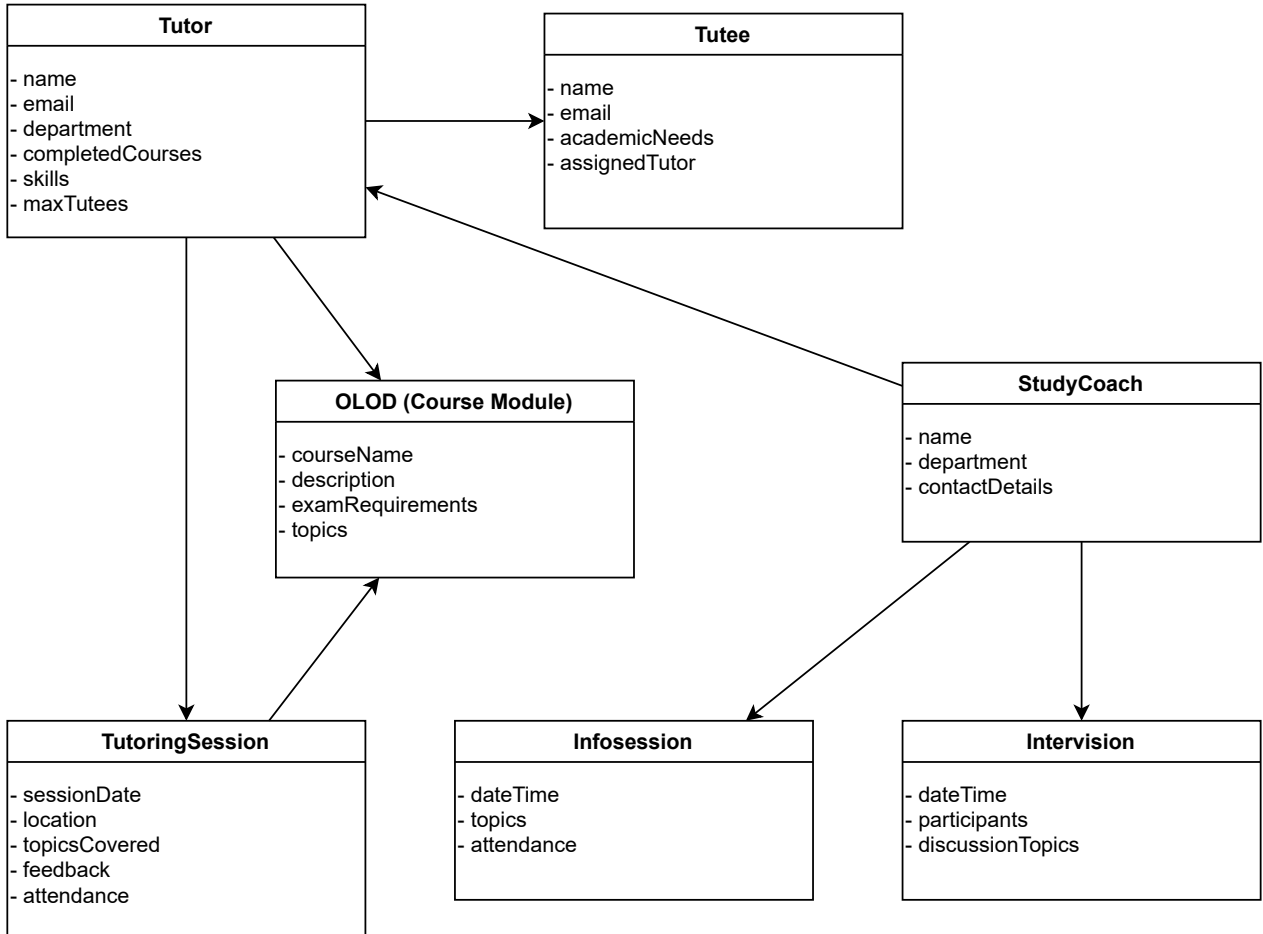 Tutor
- name
- email
- department
- completedCourses
- skills
- maxTutees
Tutee
- name
- email
- academicNeeds
- assignedTutor
OLOD (Course Module)
- courseName
- description
- examRequirements
- topics
StudyCoach
- name
- department
- contactDetails
TutoringSession
- sessionDate
- location
- topicsCovered
- feedback
- attendance
Infosession
- dateTime
- topics
- attendance
Intervision
- dateTime
- participants
- discussionTopics